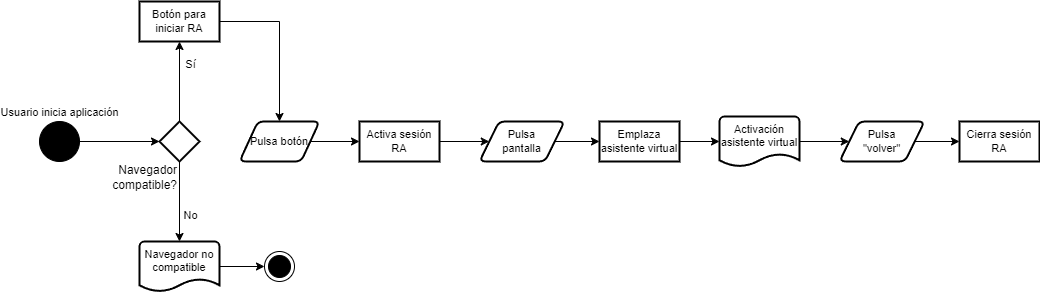 Botón para
iniciar RA
Sí
Usuario inicia aplicación
Navegador
compatible?
Pulsa botón
Activa sesión
RA
Pulsa
pantalla
Emplaza
asistente virtual
Activación
asistente virtual
Pulsa
"volver"
Cierra sesión
RA
No
Navegador no
compatible